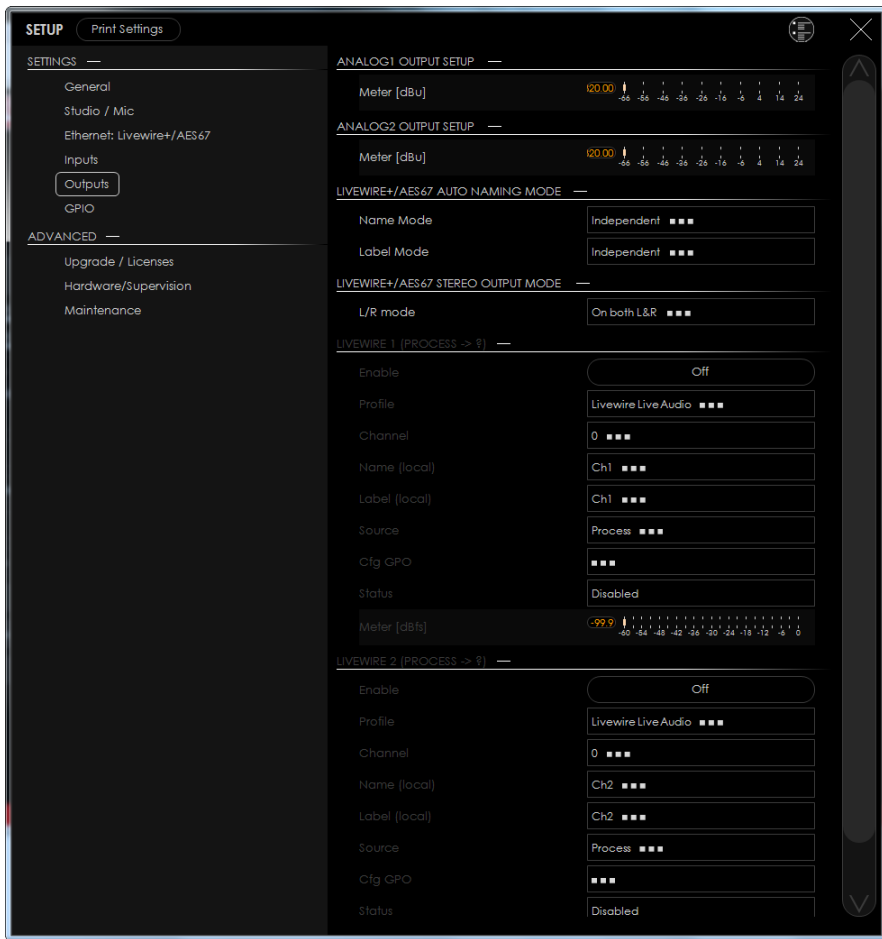 SETUP Print Settings
SETTINGS
General
Studio / Mic
Ethernet: Livewire+/AES67
Inputs
Outputs
GPIO
ADVANCED
Upgrade / Licenses
Hardware/Supervision
Maintenance
ANALOG1 OUTPUT SETUP
Meter [dBu] 20.00
-66 -56 -46 -36 -26 -16 -6 4 14 24
ANALOG2 OUTPUT SETUP
Meter [dBu] 20.00
-66 -56 -46 -36 -26 -16 -6 4 14 24
LIVEWIRE+/AES67 AUTO NAMING MODE
Name Mode Independent
Label Mode Independent
LIVEWIRE+/AES67 STEREO OUTPUT MODE
L/R mode On both L&R
LIVEWIRE 1 (PROCESS -> ?)
Enable Off
Profile Livewire Live Audio
Channel 0
Name (local) Ch1
Label (local) Ch1
Source Process
Cfg GPO
Status Disabled
Meter [dBfs] -99.9
-60 -54 -48 -42 -36 -30 -24 -18 -12 -6 0
LIVEWIRE 2 (PROCESS -> ?)
Enable Off
Profile Livewire Live Audio
Channel 0
Name (local) Ch2
Label (local) Ch2
Source Process
Cfg GPO
Status Disabled